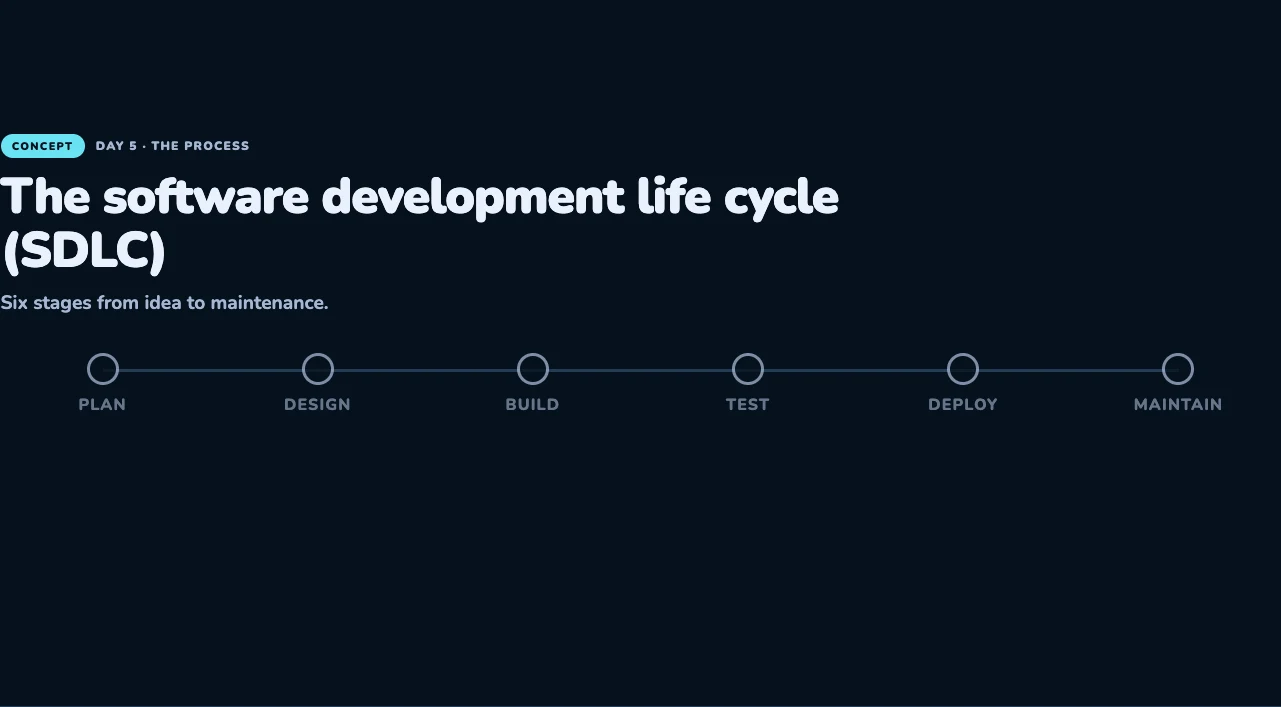 CONCEPT DAY 5 · THE PROCESS
The software development life cycle
(SDLC)
Six stages from idea to maintenance.
PLAN DESIGN BUILD TEST DEPLOY MAINTAIN